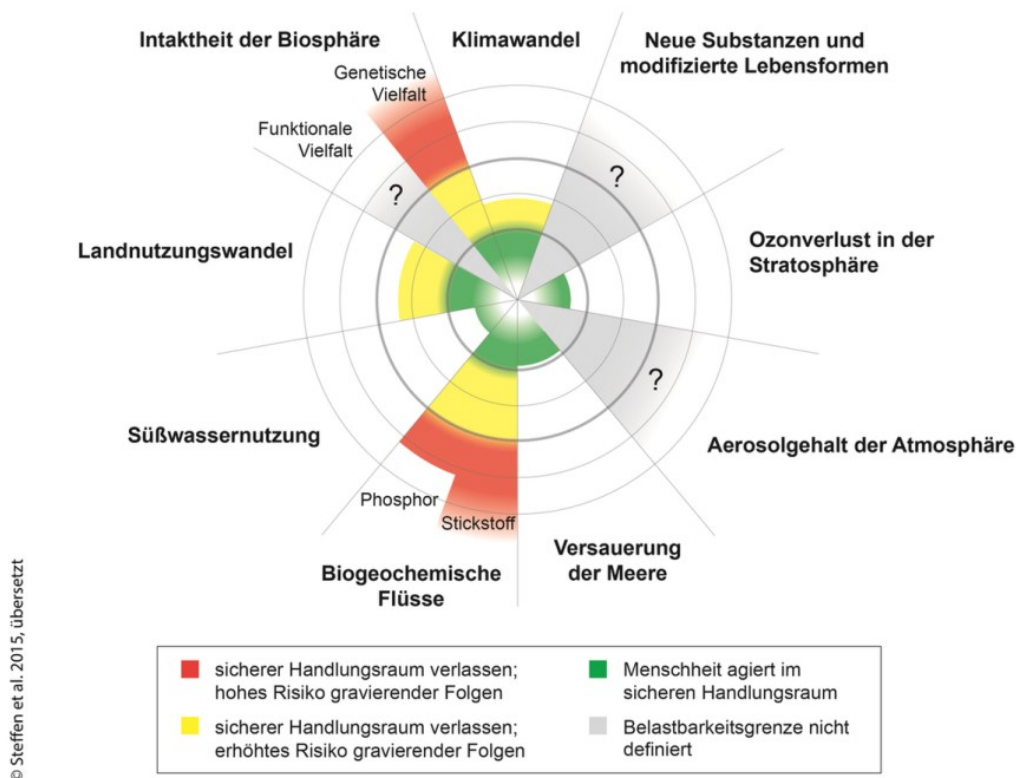 Intaktheit der Biosphäre
Klimawandel
Neue Substanzen und
modifizierte Lebensformen
Genetische
Vielfalt
Funktionale
Vielfalt
?
?
Landnutzungswandel
Ozonverlust in der
Stratosphäre
?
Süßwassernutzung
Aerosolgehalt der Atmosphäre
Phosphor
Stickstoff
Versauerung
der Meere
Biogeochemische
Flüsse
sicherer Handlungsraum verlassen;
hohes Risiko gravierender Folgen
sicherer Handlungsraum verlassen;
erhöhtes Risiko gravierender Folgen
Menschheit agiert im
sicheren Handlungsraum
Belastbarkeitsgrenze nicht
definiert
© Steffen et al. 2015, übersetzt